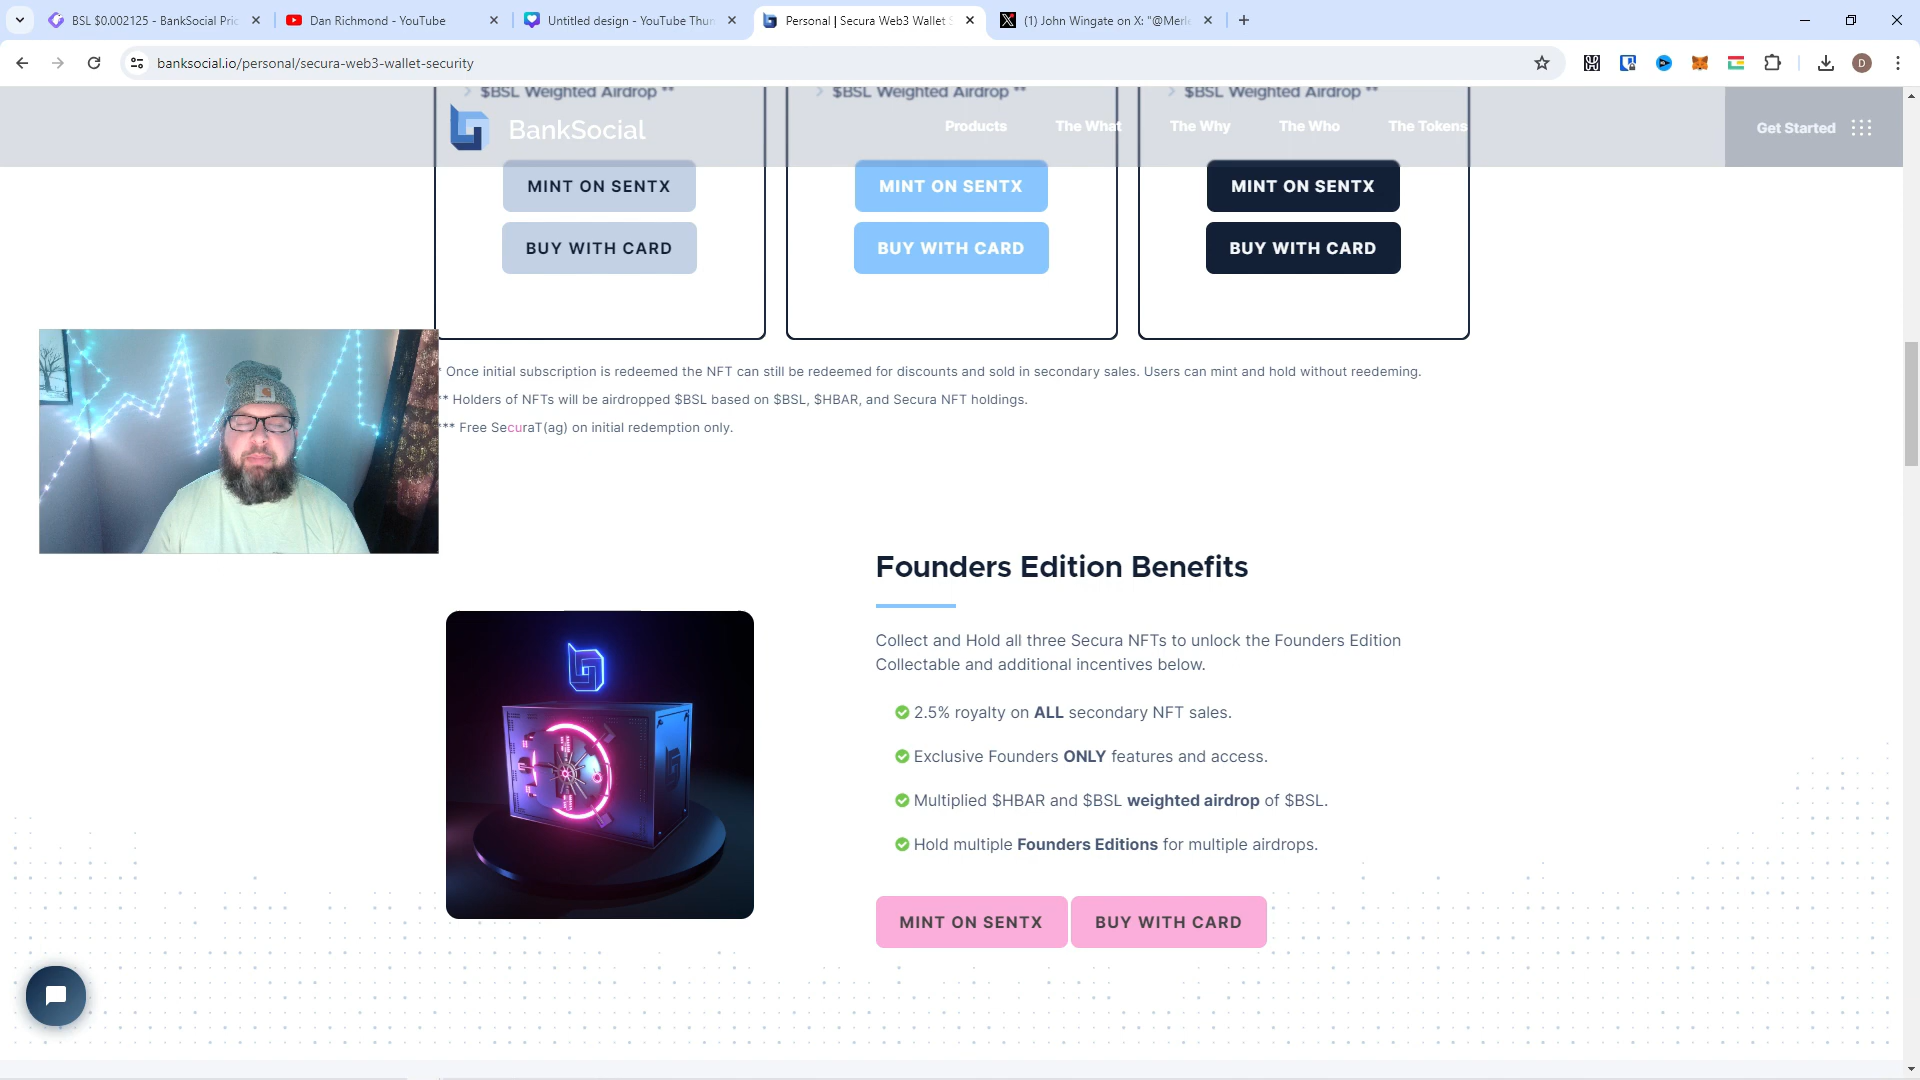 BSL $0.002125 - BankSocial Pric
Dan Richmond - YouTube
Untitled design - YouTube Thun
Personal | Secura Web3 Wallet S
(1) John Wingate on X: "@Merle
banksocial.io/personal/secura-web3-wallet-security
D
$BSL Weighted Airdrop **
$BSL Weighted Airdrop **
$BSL Weighted Airdrop **
BankSocial
Products
The What
The Why
The Who
The Tokens
Get Started
MINT ON SENTX
MINT ON SENTX
MINT ON SENTX
BUY WITH CARD
BUY WITH CARD
BUY WITH CARD
* Once initial subscription is redeemed the NFT can still be redeemed for discounts and sold in secondary sales. Users can mint and hold without reedeming.
** Holders of NFTs will be airdropped $BSL based on $BSL, $HBAR, and Secura NFT holdings.
*** Free SecuraT(ag) on initial redemption only.
Founders Edition Benefits
Collect and Hold all three Secura NFTs to unlock the Founders Edition
Collectable and additional incentives below.
2.5% royalty on ALL secondary NFT sales.
Exclusive Founders ONLY features and access.
Multiplied $HBAR and $BSL weighted airdrop of $BSL.
Hold multiple Founders Editions for multiple airdrops.
MINT ON SENTX
BUY WITH CARD